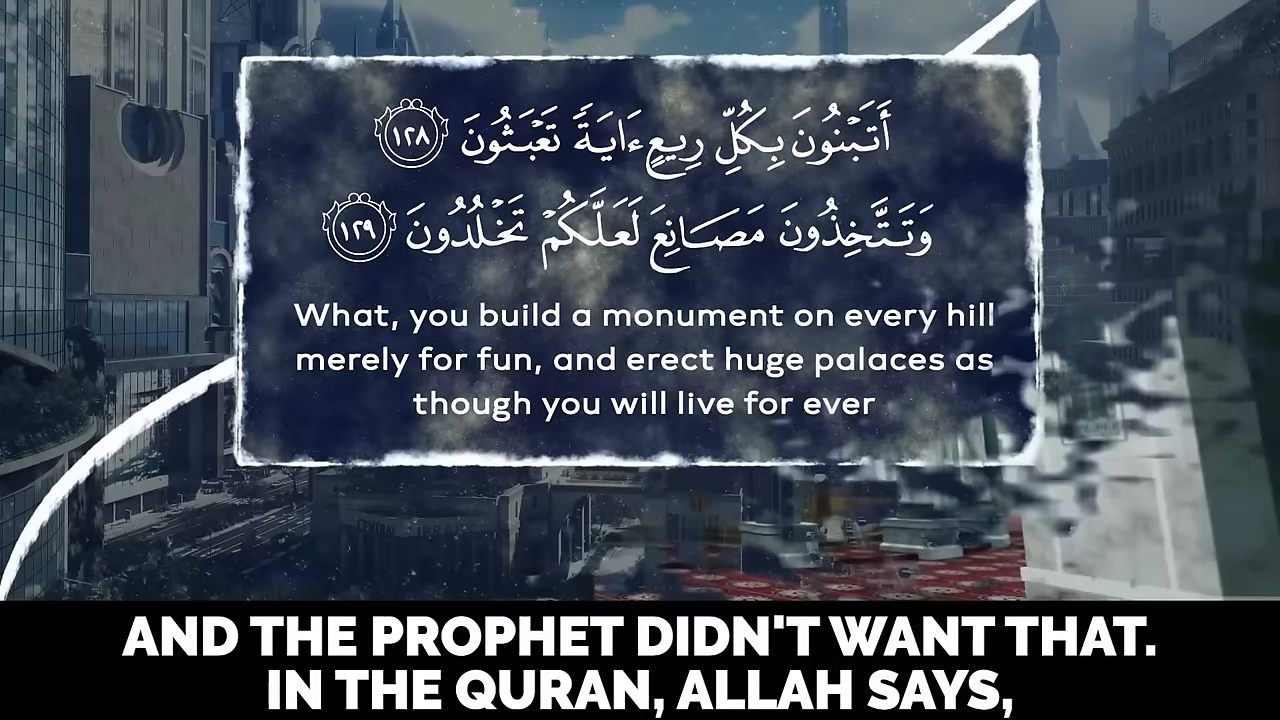 أَتَبْنُونَ بِكُلِّ رِيعٍ ءَايَةً تَعْبَثُونَ ١٢٨
وَتَتَّخِذُونَ مَصَانِعَ لَعَلَّكُمْ تَخْلُدُونَ ١٢٩
What, you build a monument on every hill
merely for fun, and erect huge palaces as
though you will live for ever
AND THE PROPHET DIDN'T WANT THAT.
IN THE QURAN, ALLAH SAYS,